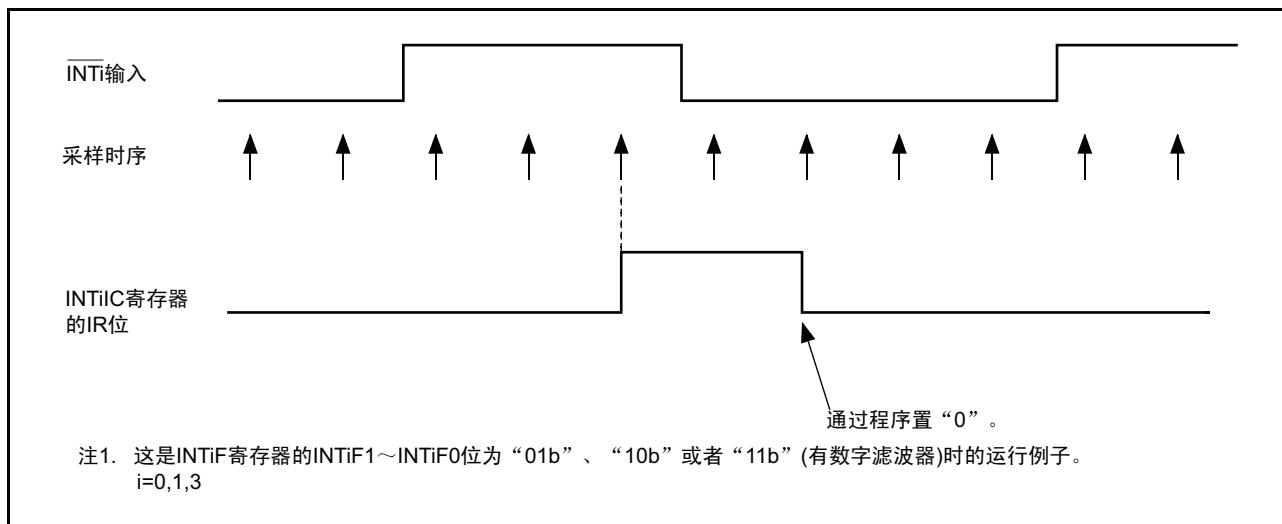 INTi输入
采样时序
INTiIC寄存器
的IR位
通过程序置“0”。
注1. 这是INTiF寄存器的INTiF1～INTiF0位为“01b”、“10b”或者“11b”(有数字滤波器)时的运行例子。
i=0,1,3